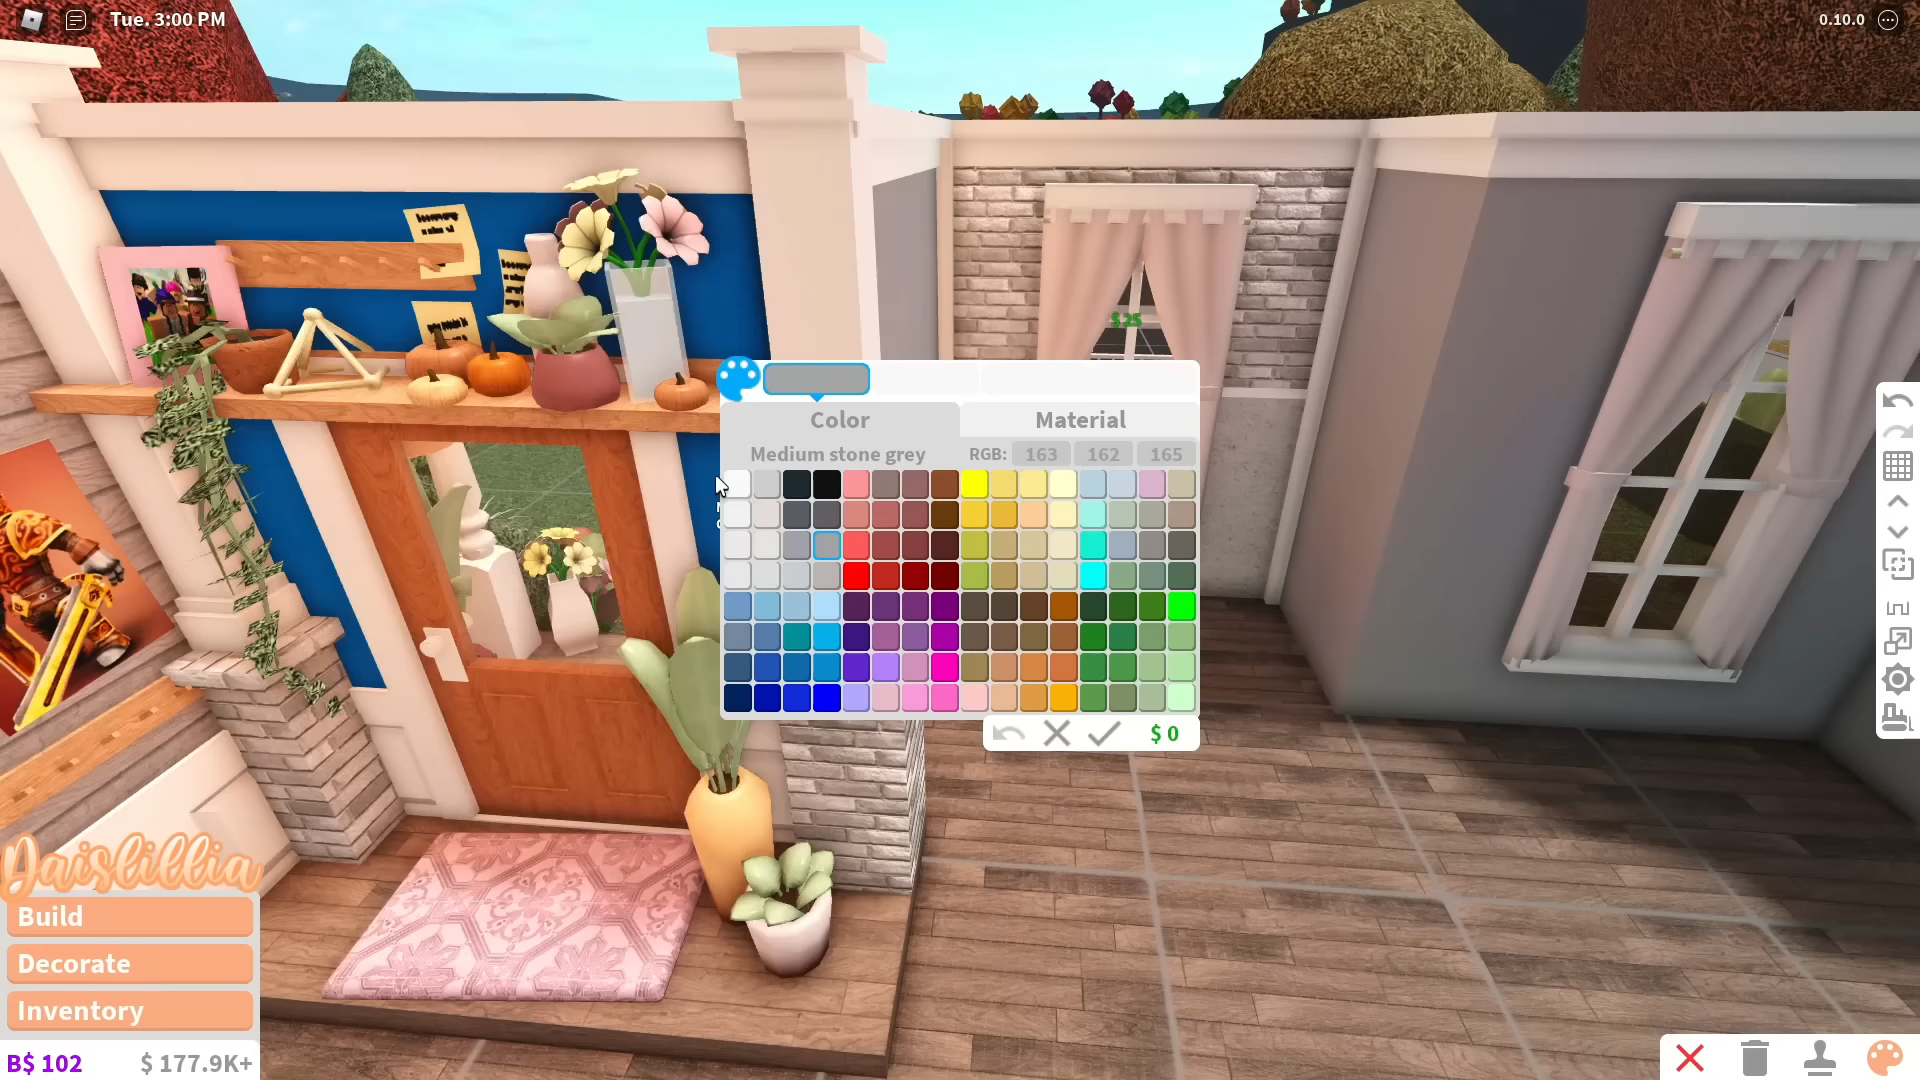 Tue. 3:00 PM
0.10.0
$25
Color
Material
Medium stone grey
RGB:
163
162
165
$ 0
Daislillia
Build
Decorate
Inventory
B$ 102
$ 177.9K+